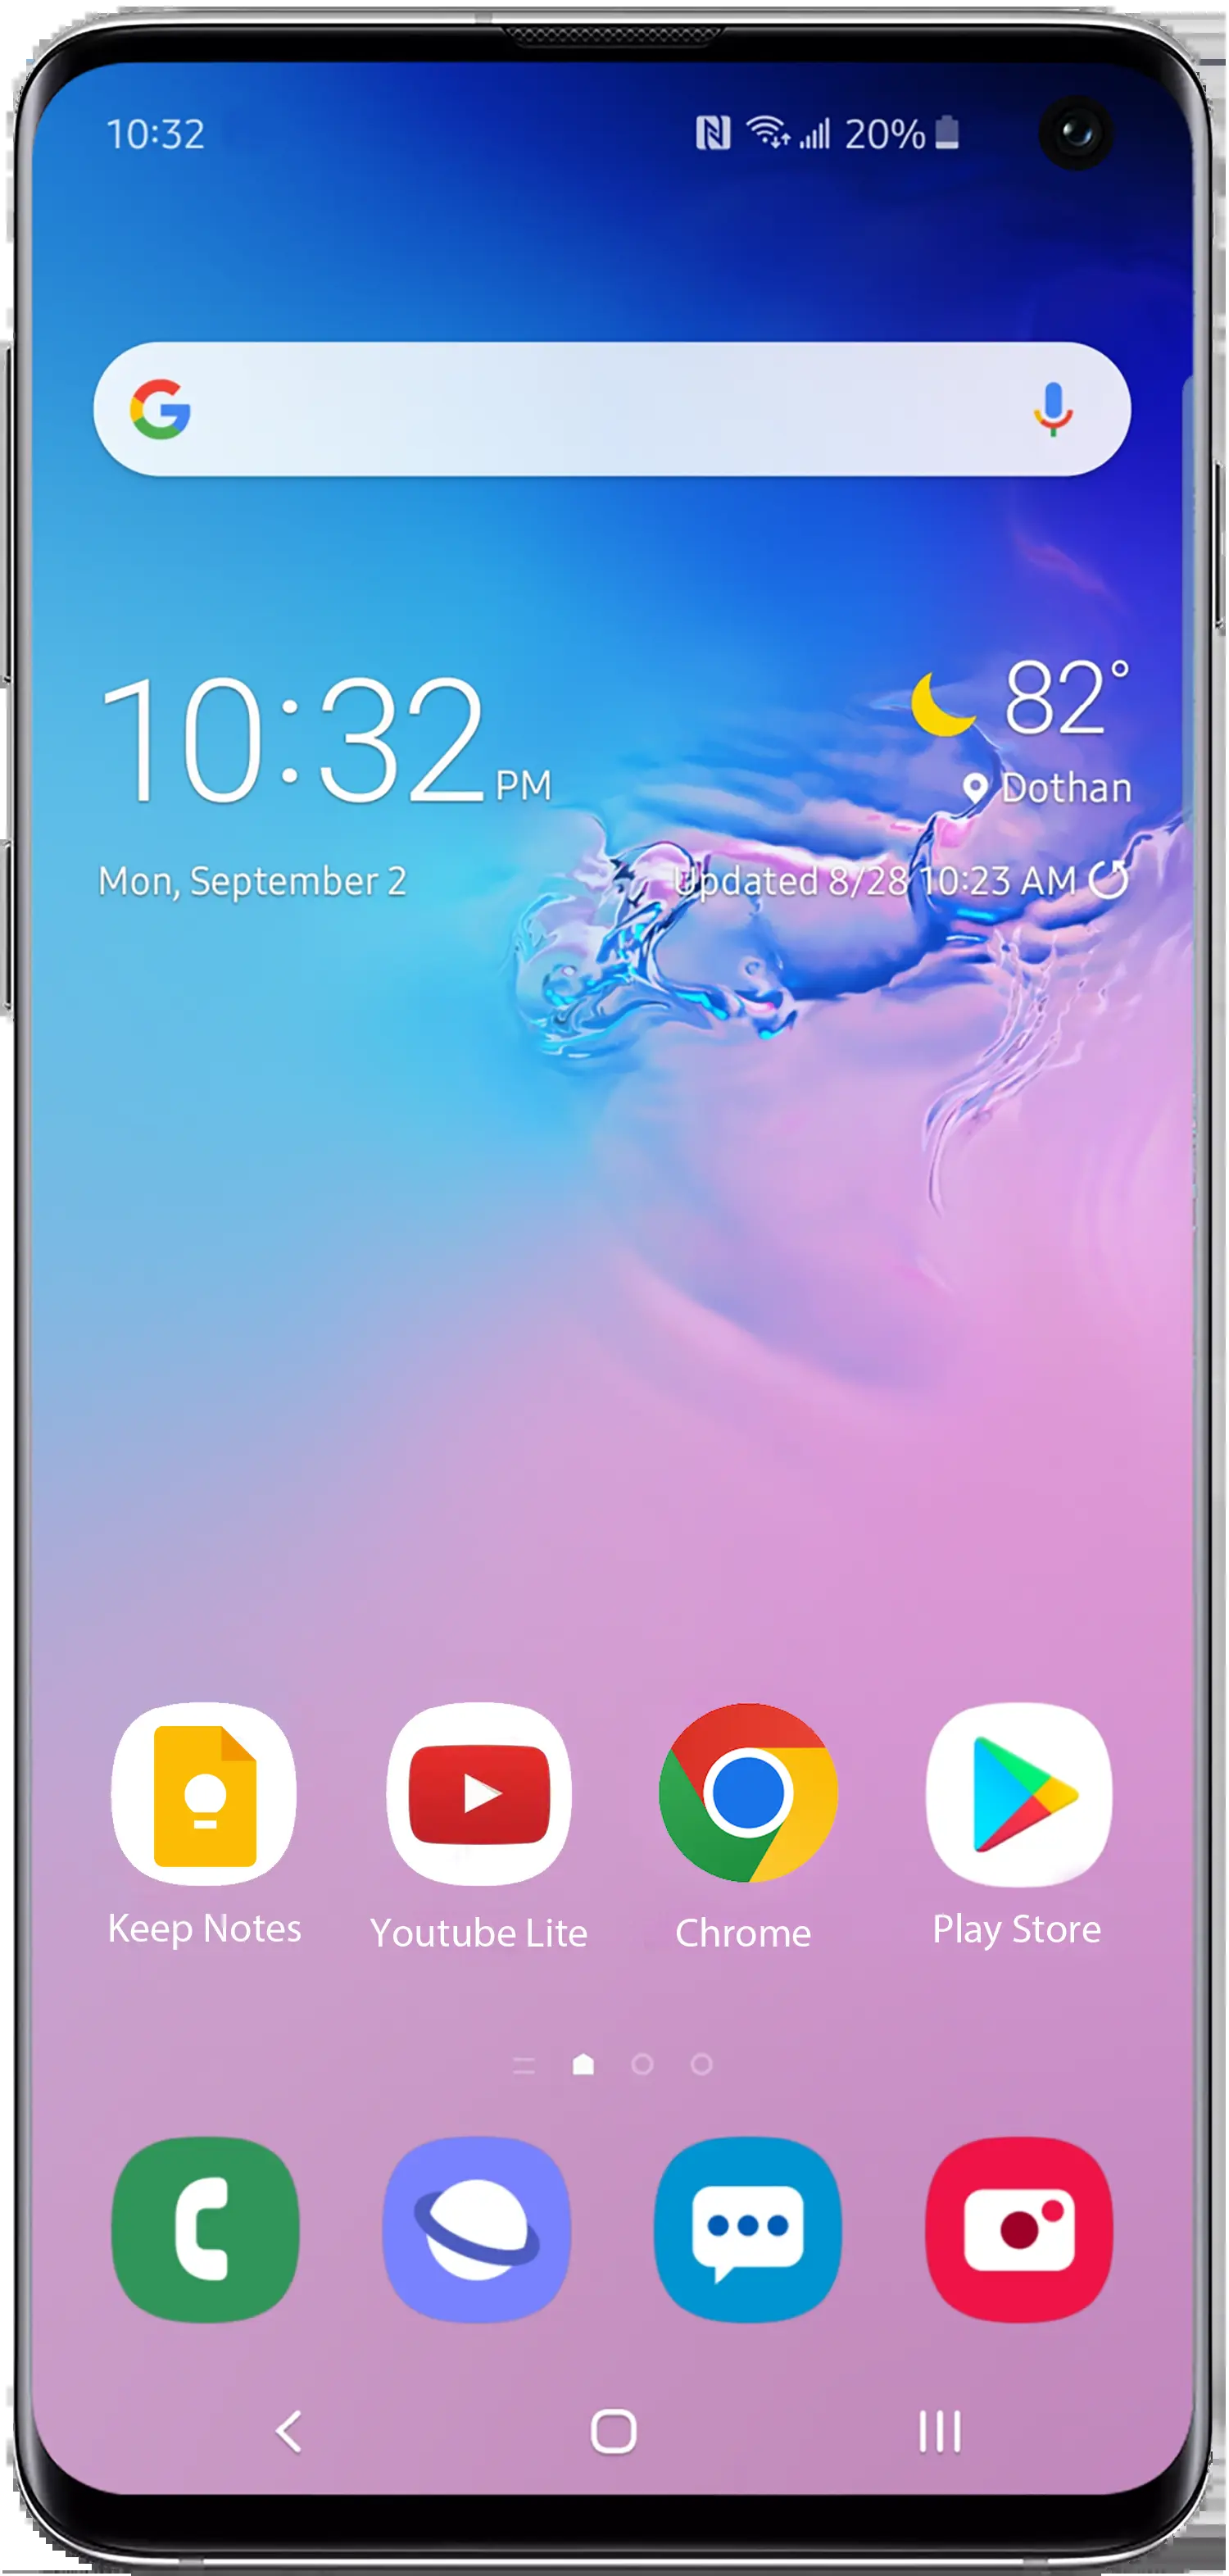 10:32 20%
10:32 PM
82°
Dothan
Mon, September 2
Updated 8/28 10:23 AM
Keep Notes Youtube Lite Chrome Play Store